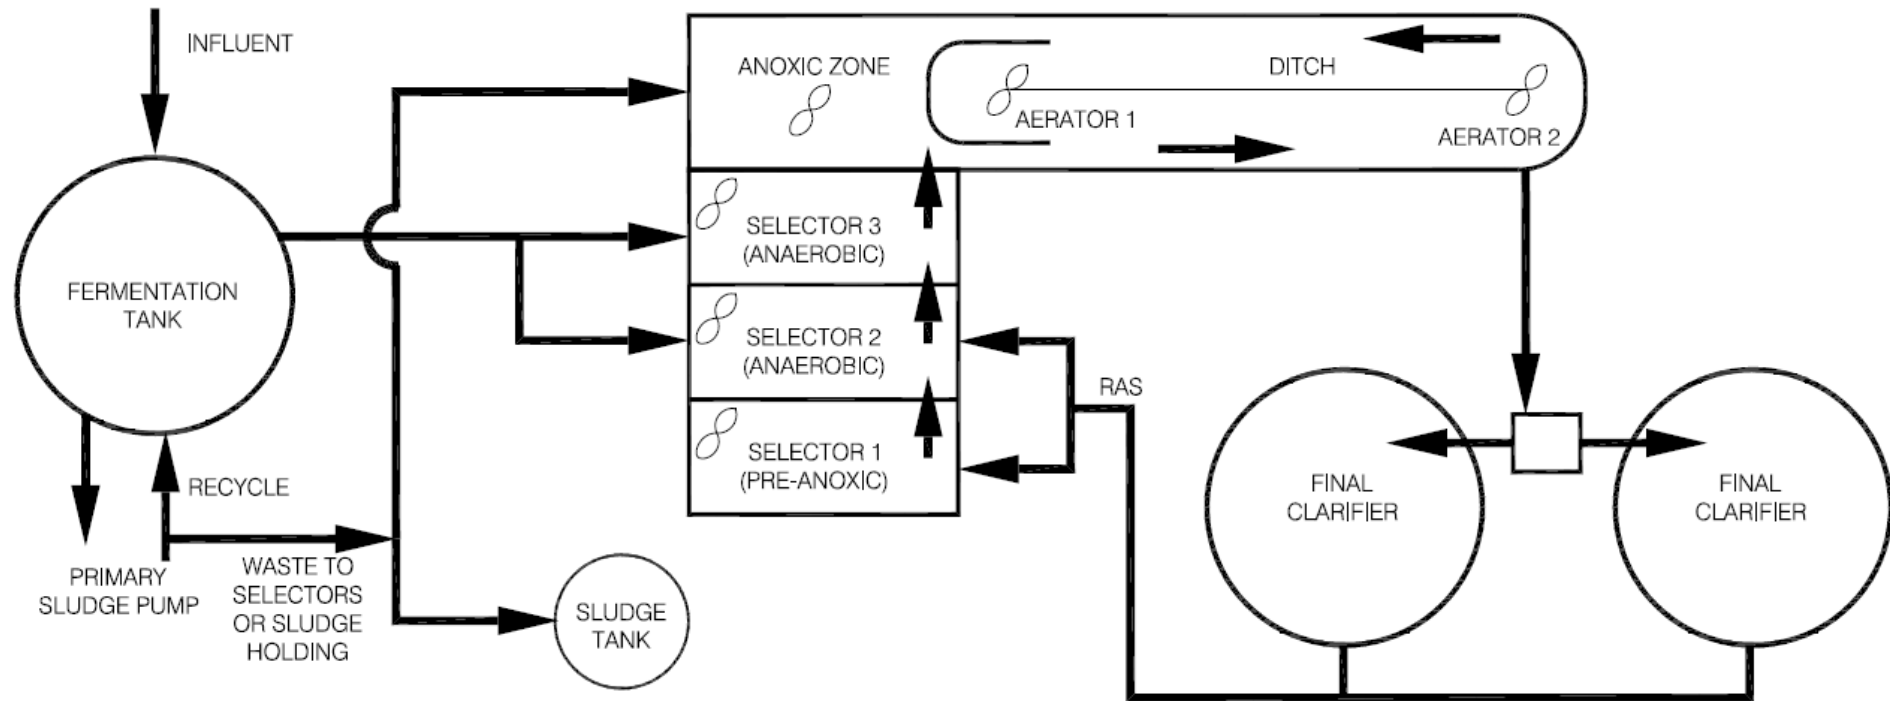 INFLUENT
ANOXIC ZONE
DITCH
AERATOR 1
AERATOR 2
SELECTOR 3
(ANAEROBIC)
FERMENTATION
TANK
SELECTOR 2
(ANAEROBIC)
RAS
SELECTOR 1
(PRE-ANOXIC)
RECYCLE
FINAL
CLARIFIER
FINAL
CLARIFIER
PRIMARY
SLUDGE PUMP
WASTE TO
SELECTORS
OR SLUDGE
HOLDING
SLUDGE
TANK